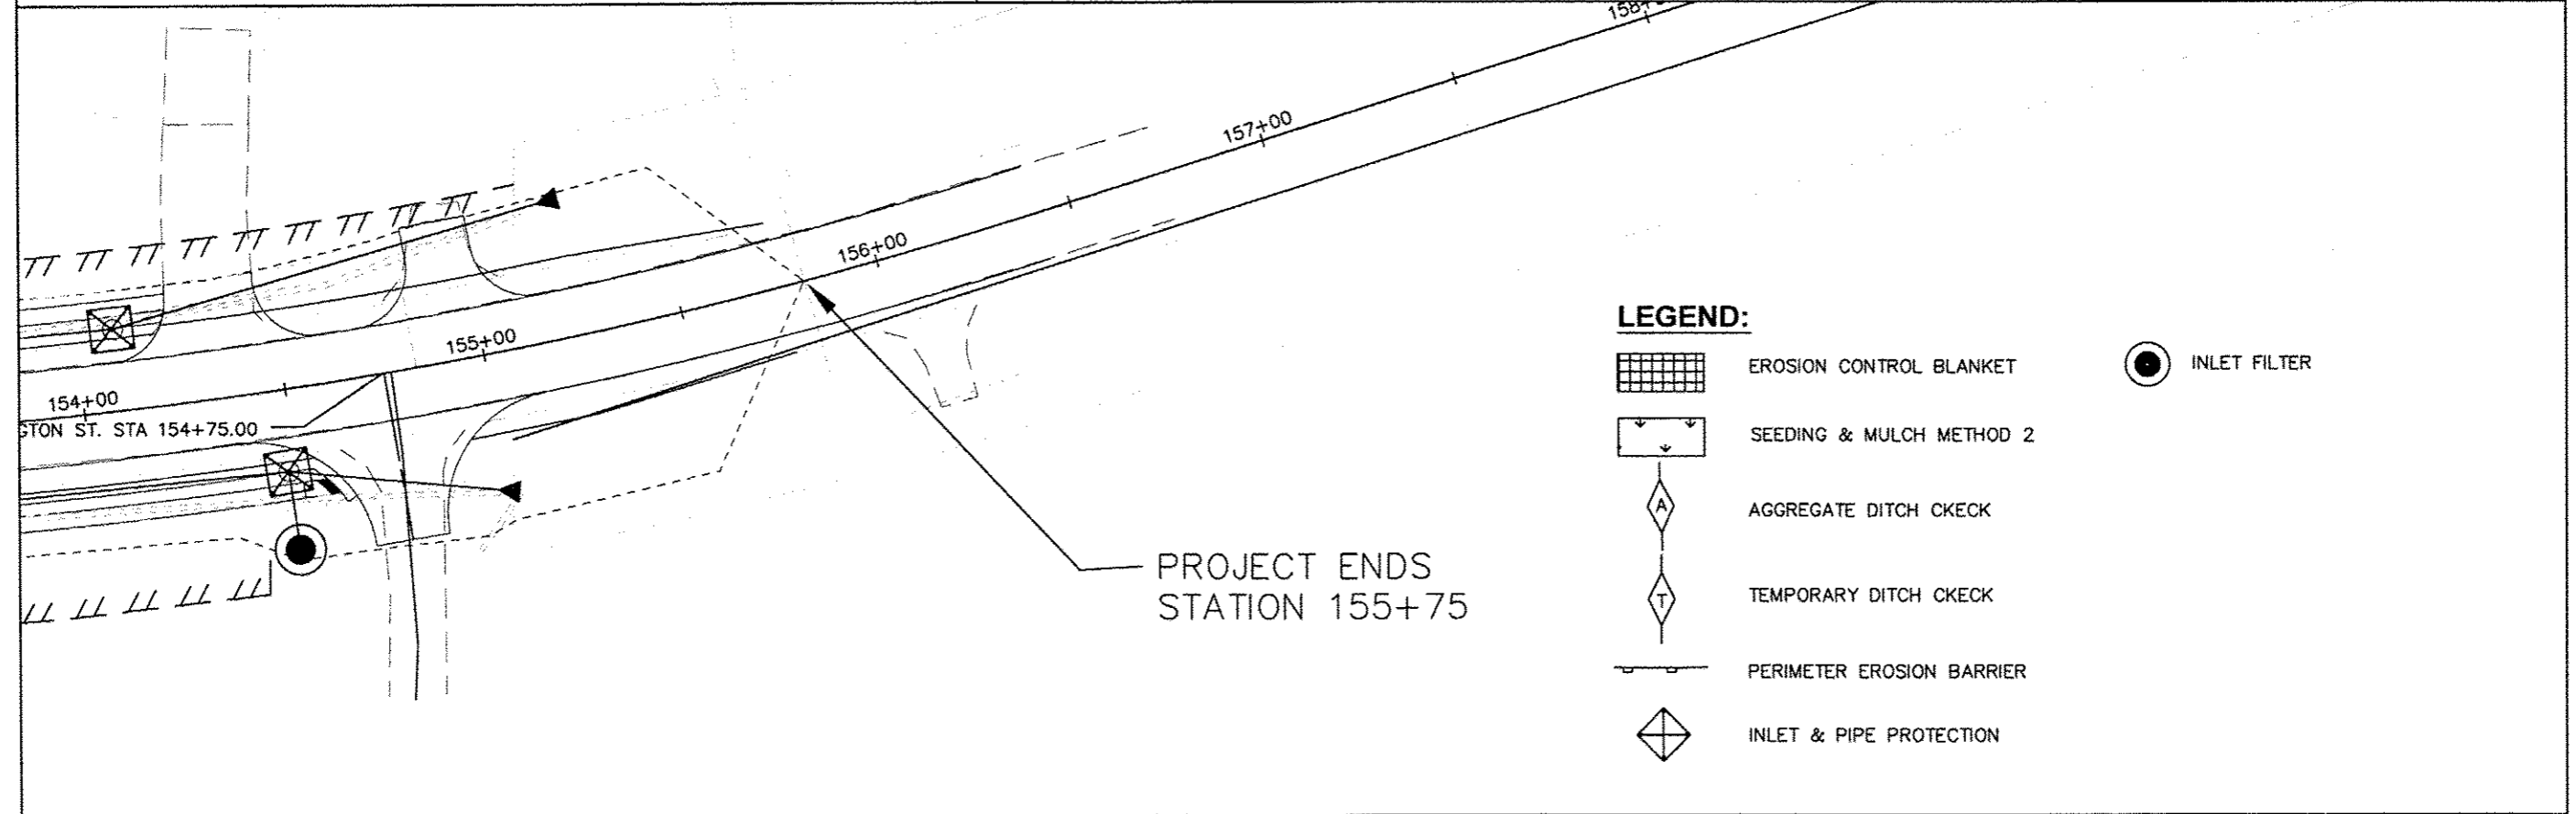 157+00
156+00
155+00
154+00
ST. STA 154+75.00
PROJECT ENDS
STATION 155+75
LEGEND:
EROSION CONTROL BLANKET
INLET FILTER
SEEDING & MULCH METHOD 2
A
AGGREGATE DITCH CKECK
T
TEMPORARY DITCH CKECK
PERIMETER EROSION BARRIER
INLET & PIPE PROTECTION